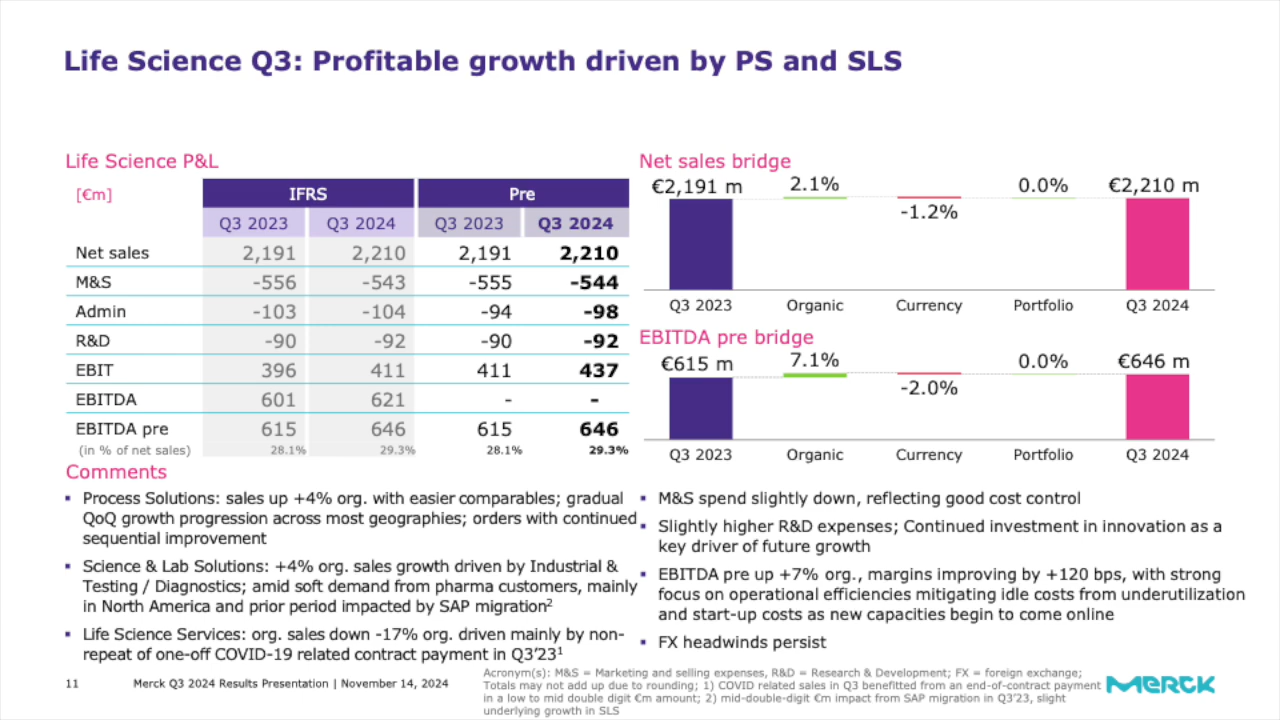 Life Science Q3: Profitable growth driven by PS and SLS
Life Science P&L
[€m]
IFRS Pre
Q3 2023 Q3 2024 Q3 2023 Q3 2024
Net sales 2,191 2,210 2,191 2,210
M&S -556 -543 -555 -544
Admin -103 -104 -94 -98
R&D -90 -92 -90 -92
EBIT 396 411 411 437
EBITDA 601 621 - -
EBITDA pre 615 646 615 646
(in % of net sales) 28.1% 29.3% 28.1% 29.3%
Net sales bridge
€2,191 m 2.1% -1.2% 0.0% €2,210 m
Q3 2023 Organic Currency Portfolio Q3 2024
EBITDA pre bridge
€615 m 7.1% -2.0% 0.0% €646 m
Q3 2023 Organic Currency Portfolio Q3 2024
Comments
▪ Process Solutions: sales up +4% org. with easier comparables; gradual
QoQ growth progression across most geographies; orders with continued
sequential improvement
▪ Science & Lab Solutions: +4% org. sales growth driven by Industrial &
Testing / Diagnostics; amid soft demand from pharma customers, mainly
in North America and prior period impacted by SAP migration²
▪ Life Science Services: org. sales down -17% org. driven mainly by non-
repeat of one-off COVID-19 related contract payment in Q3’23¹
▪ M&S spend slightly down, reflecting good cost control
▪ Slightly higher R&D expenses; Continued investment in innovation as a
key driver of future growth
▪ EBITDA pre up +7% org., margins improving by +120 bps, with strong
focus on operational efficiencies mitigating idle costs from underutilization
and start-up costs as new capacities begin to come online
▪ FX headwinds persist
11 Merck Q3 2024 Results Presentation | November 14, 2024
Acronym(s): M&S = Marketing and selling expenses, R&D = Research & Development; FX = foreign exchange;
Totals may not add up due to rounding; 1) COVID related sales in Q3 benefitted from an end-of-contract payment
in a low to mid double digit €m amount; 2) mid-double-digit €m impact from SAP migration in Q3’23, slight
underlying growth in SLS
MERCK